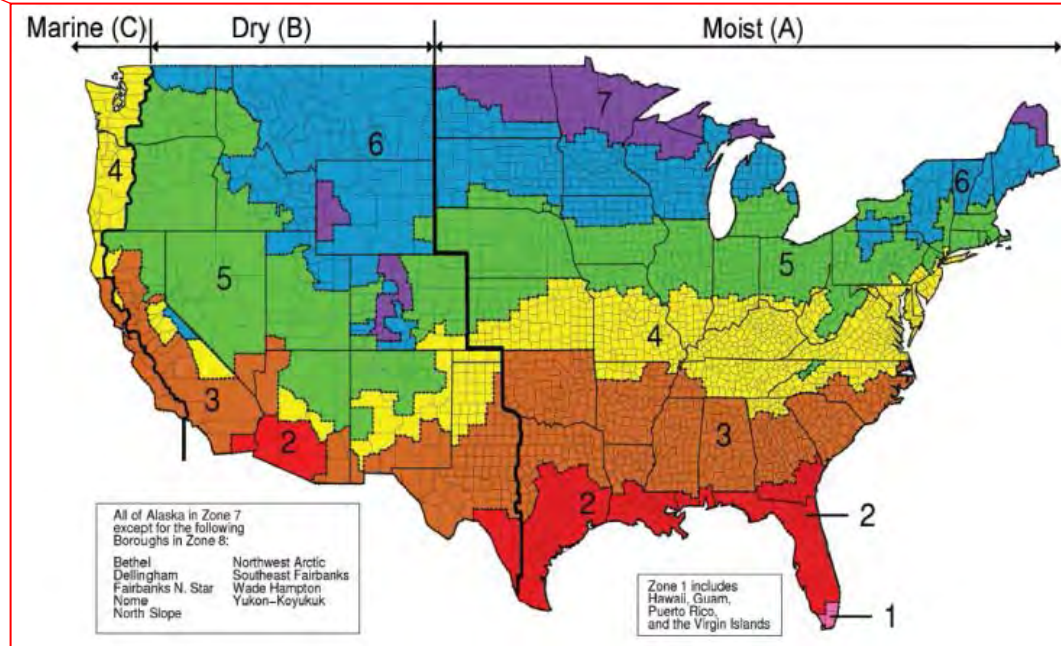 Marine (C) Dry (B) Moist (A)
7
6
4
6
5
5
4
3
3
2
2
2
1
All of Alaska in Zone 7
except for the following
Boroughs in Zone 8:
Bethel Northwest Arctic
Dellingham Southeast Fairbanks
Fairbanks N. Star Wade Hampton
Nome Yukon-Koyukuk
North Slope
Zone 1 includes
Hawaii, Guam,
Puerto Rico,
and the Virgin Islands